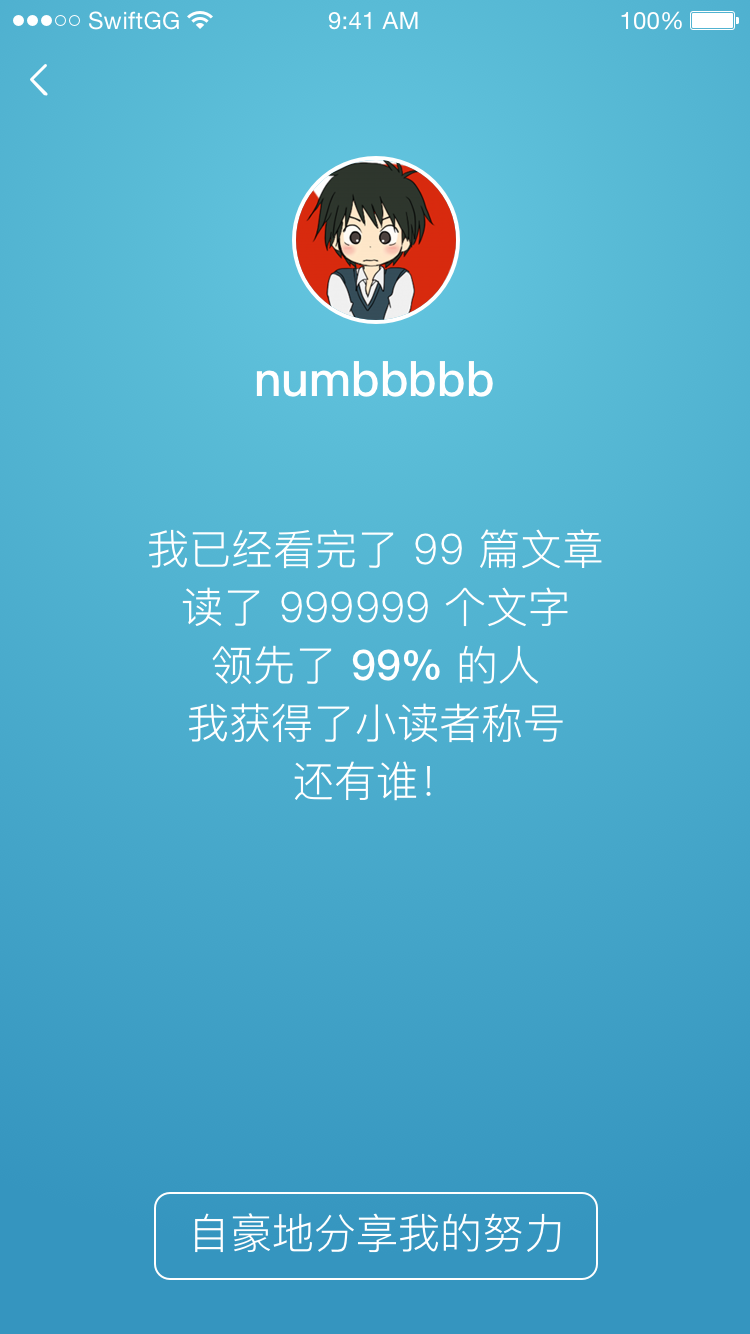 SwiftGG 9:41 AM 100%
numbbbbb
我已经看完了 99 篇文章
读了 999999 个文字
领先了 99% 的人
我获得了小读者称号
还有谁！
自豪地分享我的努力